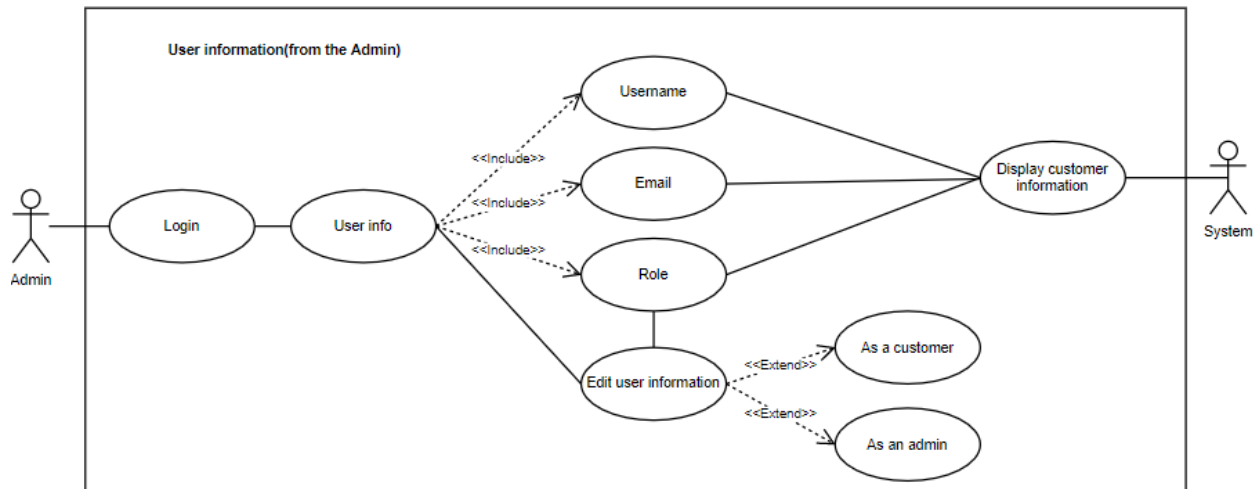 User information(from the Admin)
Username
<<Include>>
Email
<<Include>>
Display customer
information
Login
User info
<<Include>>
Admin
System
Role
Edit user information
<<Extend>>
As a customer
<<Extend>>
As an admin